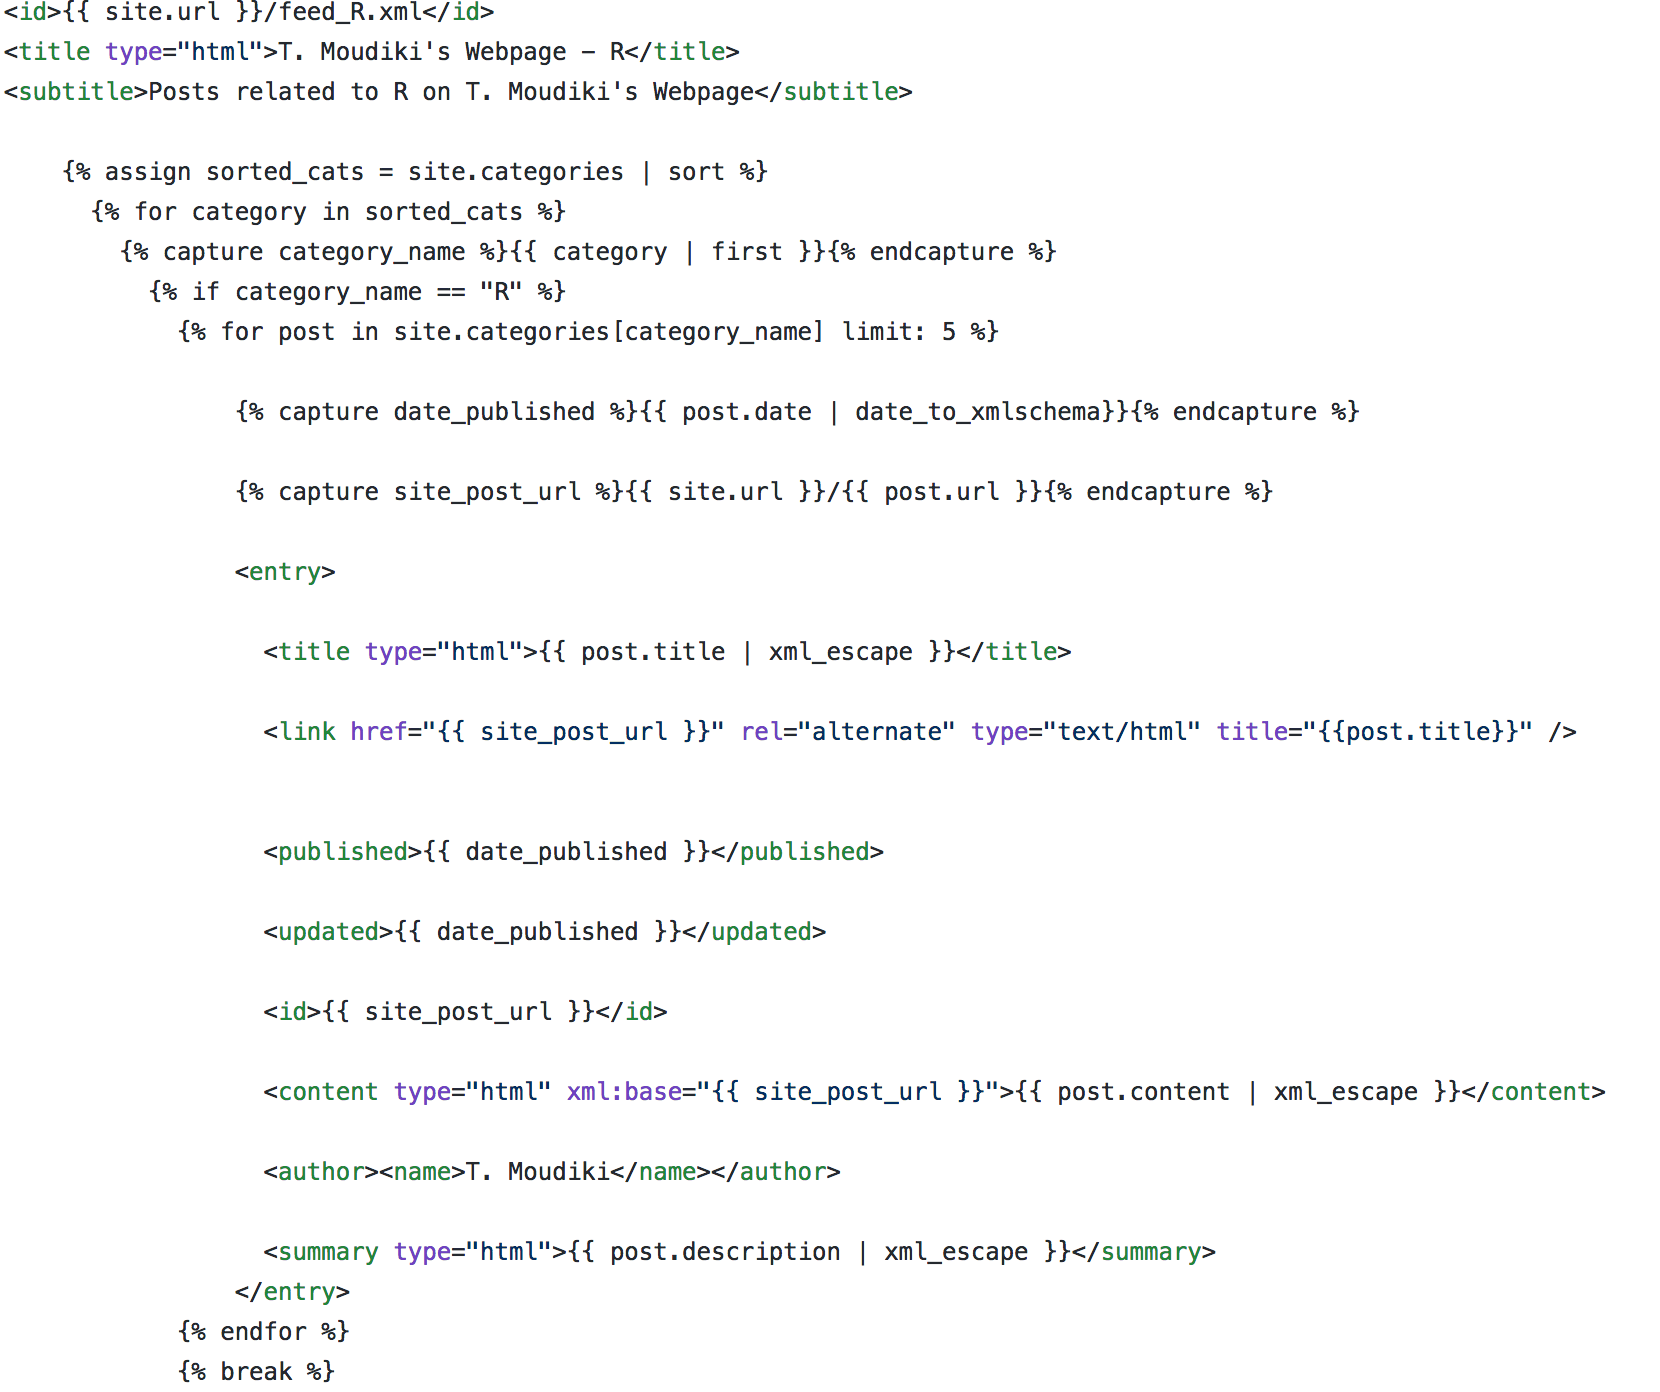 <id>{{ site.url }}/feed_R.xml</id>
<title type="html">T. Moudiki's Webpage – R</title>
<subtitle>Posts related to R on T. Moudiki's Webpage</subtitle>
{% assign sorted_cats = site.categories | sort %}
{% for category in sorted_cats %}
{% capture category_name %}{{ category | first }}{% endcapture %}
{% if category_name == "R" %}
{% for post in site.categories[category_name] limit: 5 %}
{% capture date_published %}{{ post.date | date_to_xmlschema}}{% endcapture %}
{% capture site_post_url %}{{ site.url }}/{{ post.url }}{% endcapture %}
<entry>
<title type="html">{{ post.title | xml_escape }}</title>
<link href="{{ site_post_url }}" rel="alternate" type="text/html" title="{{post.title}}" />
<published>{{ date_published }}</published>
<updated>{{ date_published }}</updated>
<id>{{ site_post_url }}</id>
<content type="html" xml:base="{{ site_post_url }}">{{ post.content | xml_escape }}</content>
<author><name>T. Moudiki</name></author>
<summary type="html">{{ post.description | xml_escape }}</summary>
</entry>
{% endfor %}
{% break %}